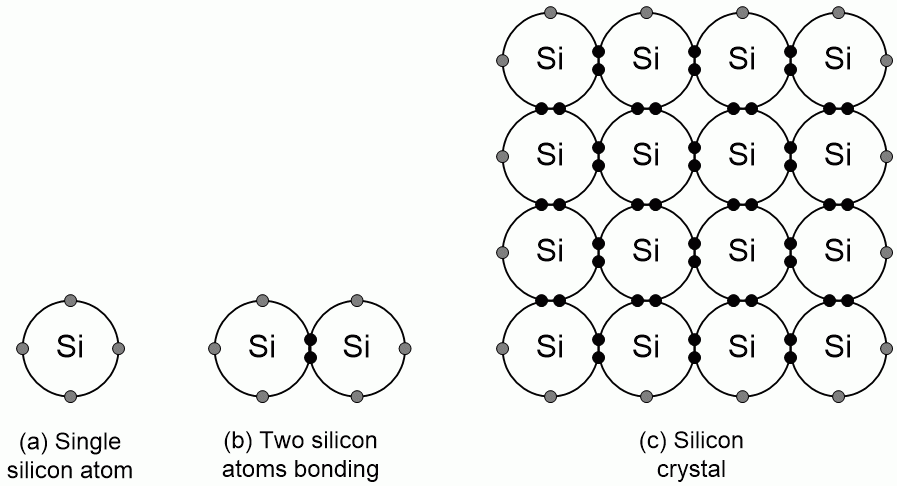 Si Si Si Si
Si Si Si Si
Si Si Si Si
Si Si Si Si Si Si Si
(a) Single
silicon atom
(b) Two silicon
atoms bonding
(c) Silicon
crystal